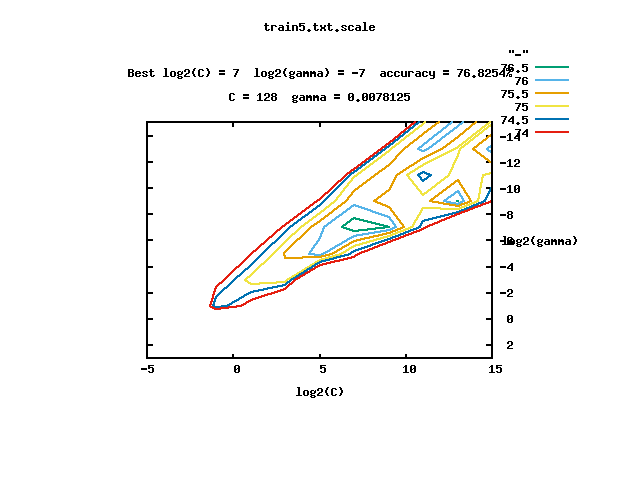 train5.txt.scale
"-"
Best log2(C) = 7 log2(gamma) = -7 accuracy = 76.8254%
76.5
76
C = 128 gamma = 0.0078125
75.5
75
74.5
74
-14
-12
-10
-8
-6
log2(gamma)
-4
-2
0
2
-5 0 5 10 15
log2(C)